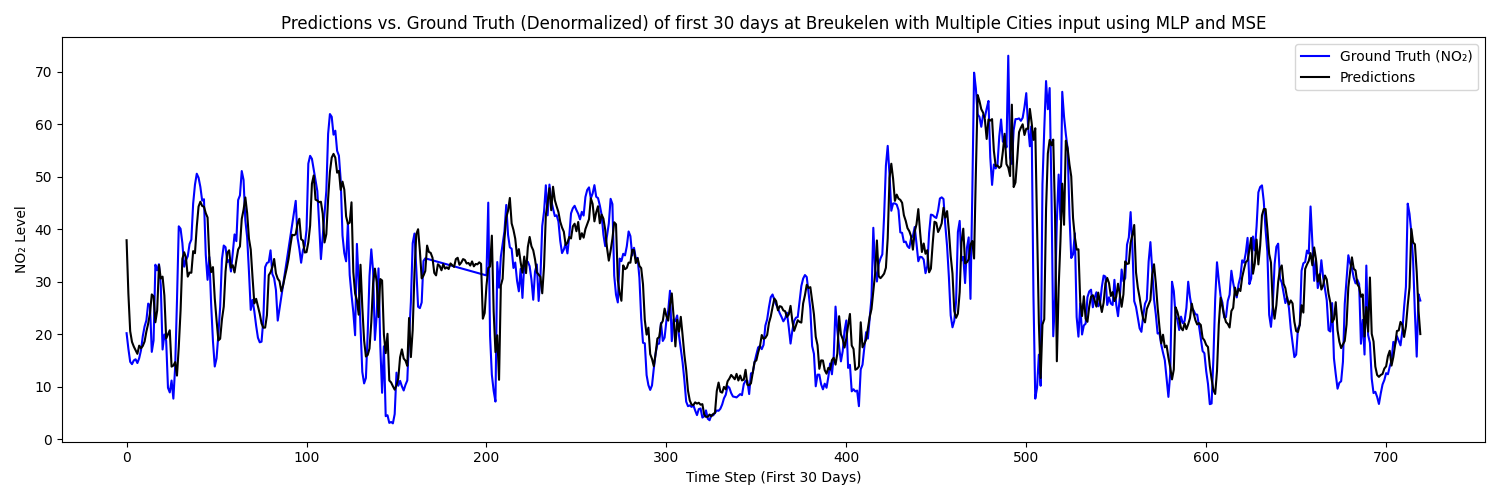 Predictions vs. Ground Truth (Denormalized) of first 30 days at Breukelen with Multiple Cities input using MLP and MSE
Ground Truth (NO₂)
Predictions
NO₂ Level
70
60
50
40
30
20
10
0
0 100 200 300 400 500 600 700
Time Step (First 30 Days)